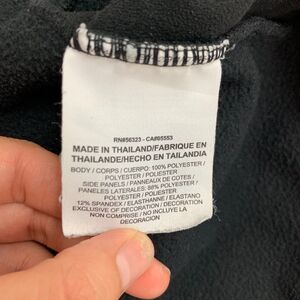 RN#56323 - CA#05553
MADE IN THAILAND/FABRIQUE EN
THAILANDE/HECHO EN TAILANDIA
BODY / CORPS / CUERPO: 100% POLYESTER /
POLYESTER / POLIESTER
SIDE PANELS / PANNEAUX DE COTES /
PANELES LATERALES: 88% POLYESTER /
POLYESTER / POLIESTER
12% SPANDEX / ELASTHANNE / ELASTANO
EXCLUSIVE OF DECORATION / DECORATION
NON COMPRISE / NO INCLUYE LA
DECORACION